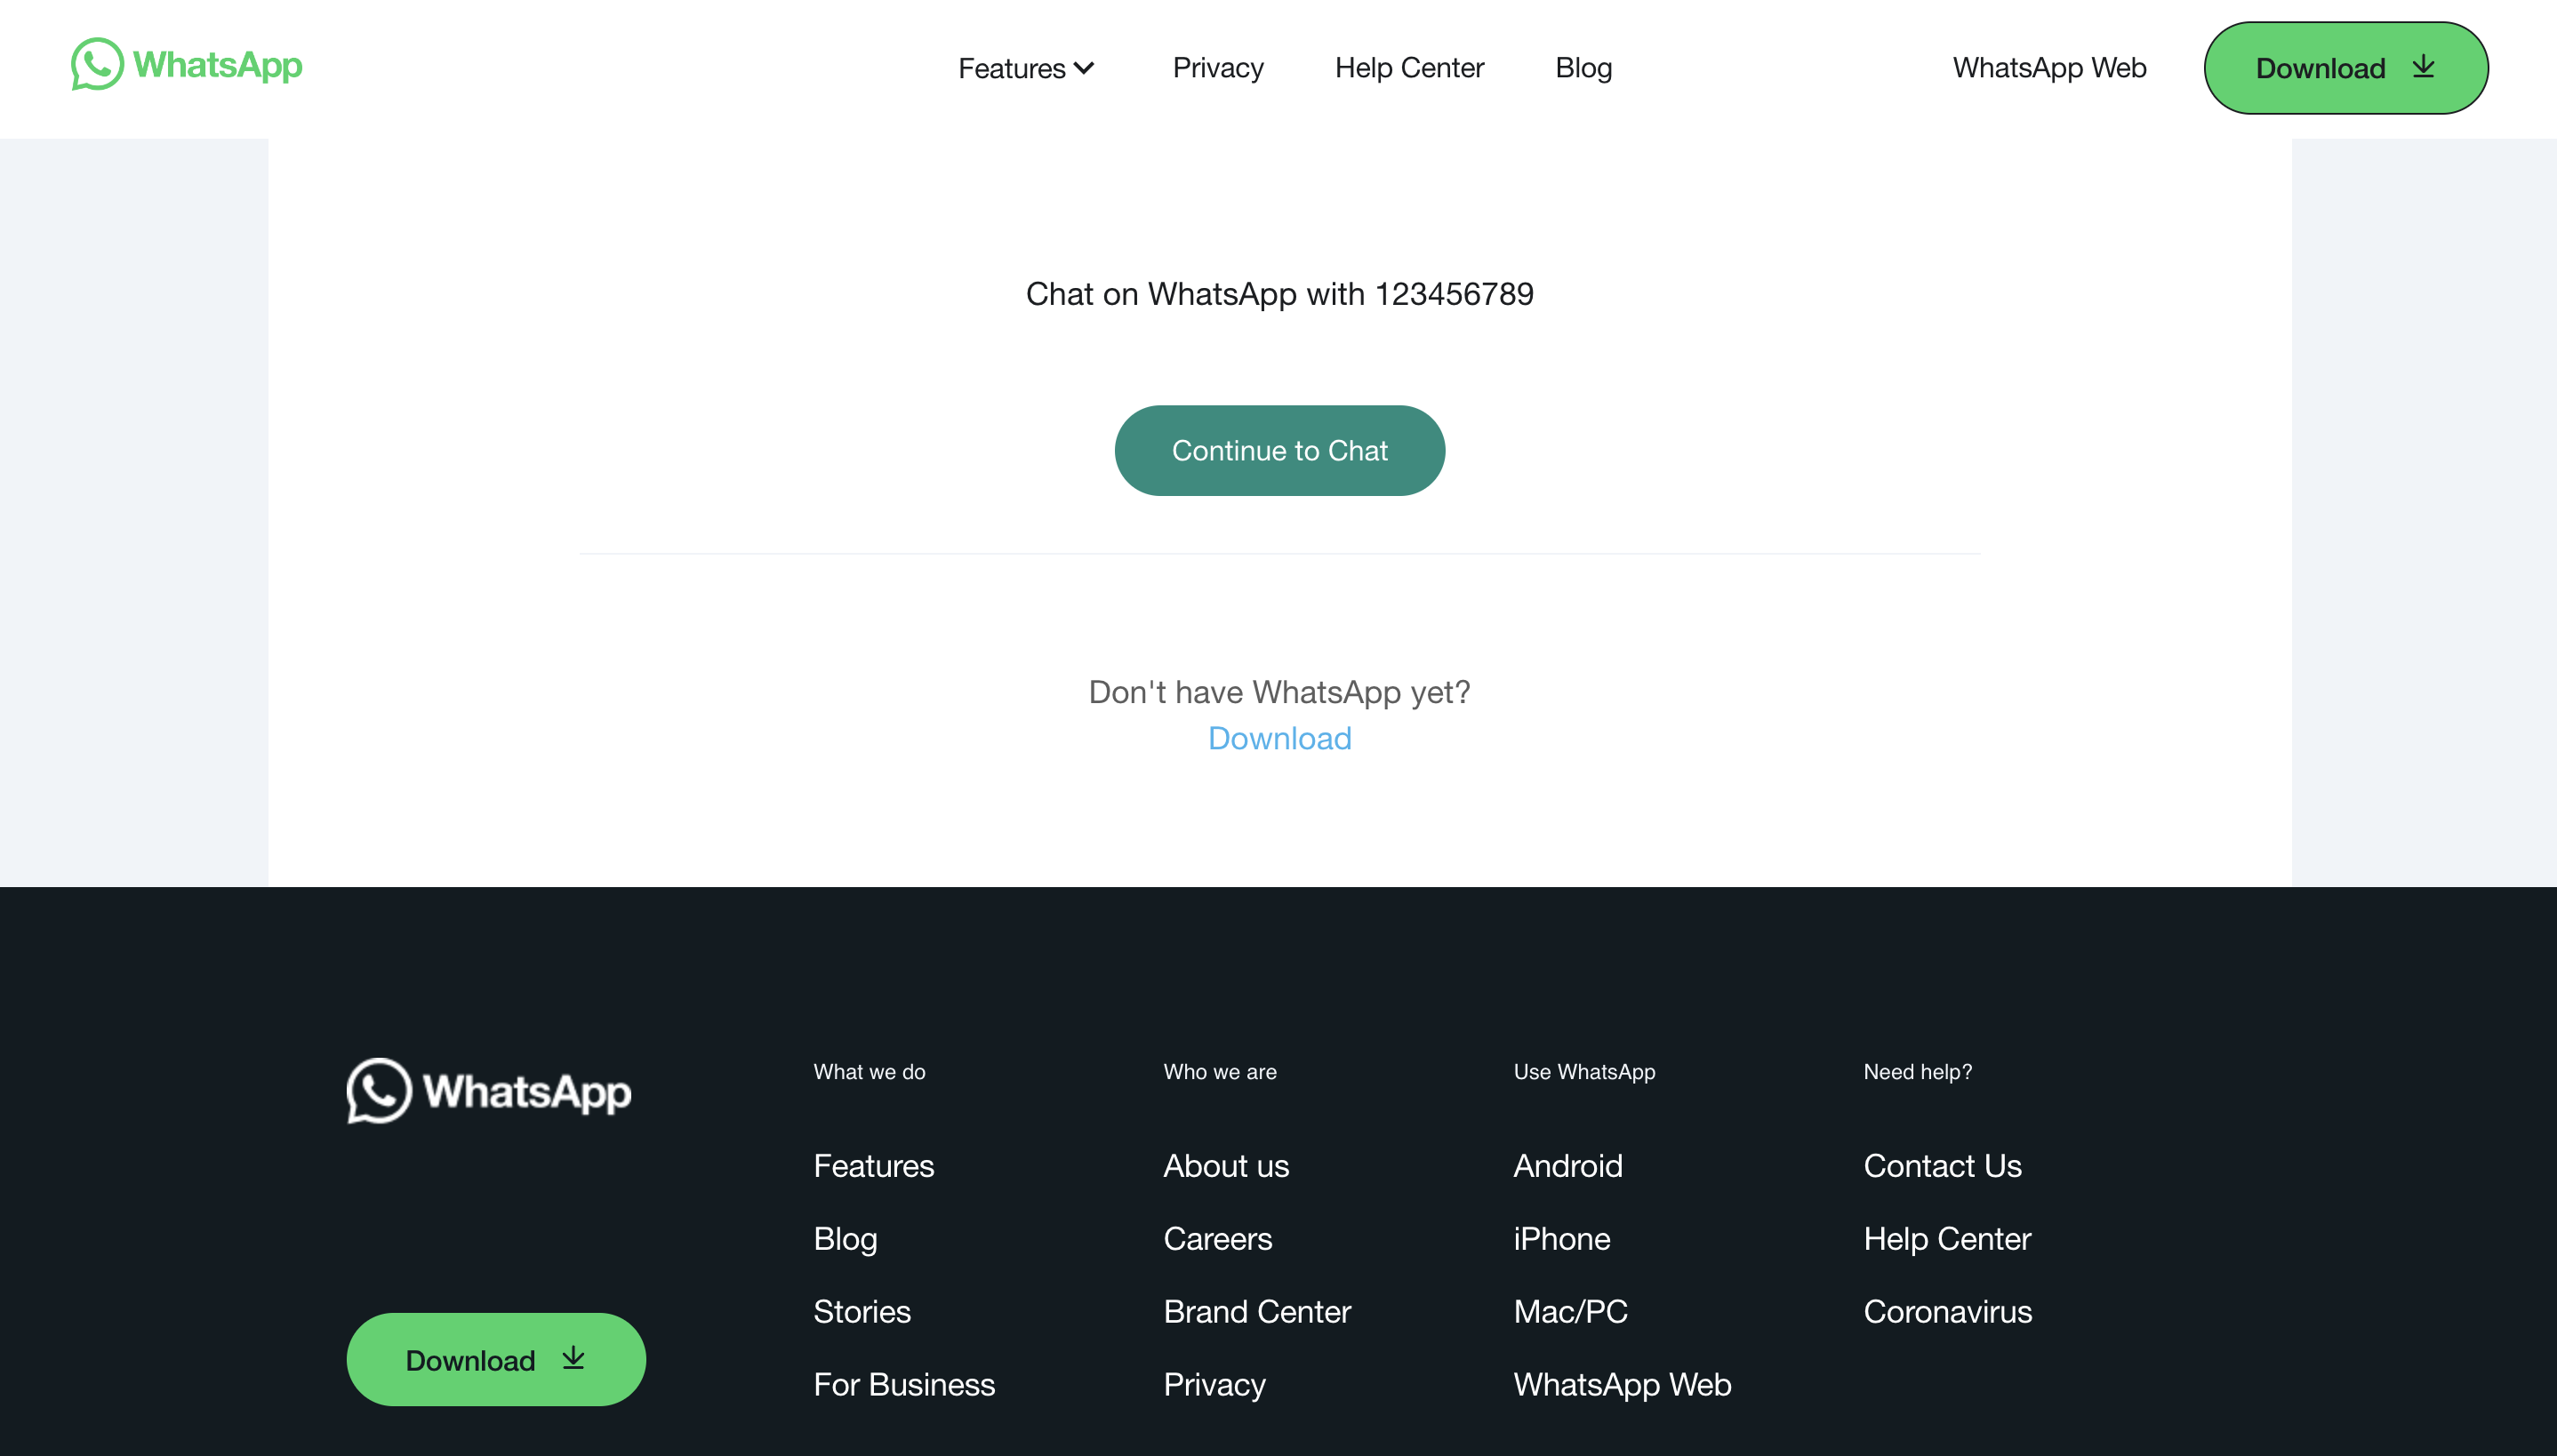 WhatsApp
Features
Privacy
Help Center
Blog
WhatsApp Web
Download
Chat on WhatsApp with 123456789
Continue to Chat
Don't have WhatsApp yet?
Download
WhatsApp
Download
What we do
Features
Blog
Stories
For Business
Who we are
About us
Careers
Brand Center
Privacy
Use WhatsApp
Android
iPhone
Mac/PC
WhatsApp Web
Need help?
Contact Us
Help Center
Coronavirus